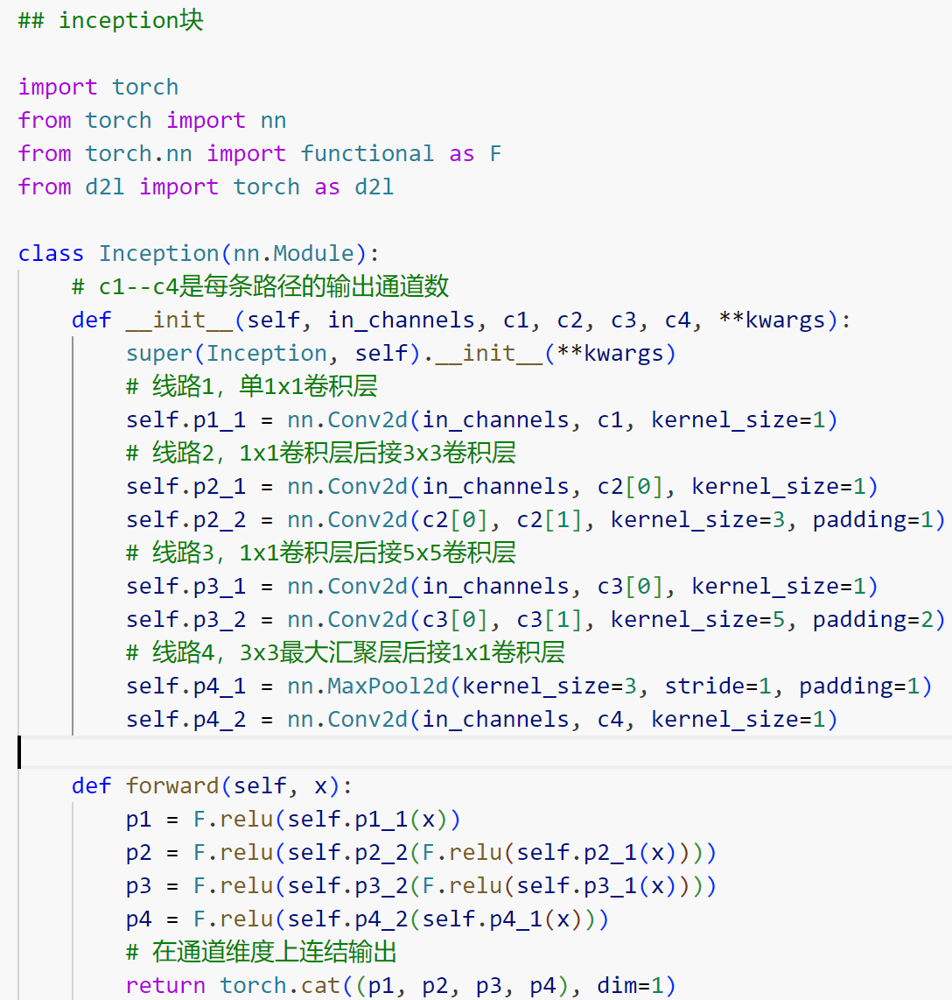 ## inception块
import torch
from torch import nn
from torch.nn import functional as F
from d2l import torch as d2l
class Inception(nn.Module):
    # c1--c4是每条路径的输出通道数
    def __init__(self, in_channels, c1, c2, c3, c4, **kwargs):
        super(Inception, self).__init__(**kwargs)
        # 线路1，单1x1卷积层
        self.p1_1 = nn.Conv2d(in_channels, c1, kernel_size=1)
        # 线路2，1x1卷积层后接3x3卷积层
        self.p2_1 = nn.Conv2d(in_channels, c2[0], kernel_size=1)
        self.p2_2 = nn.Conv2d(c2[0], c2[1], kernel_size=3, padding=1)
        # 线路3，1x1卷积层后接5x5卷积层
        self.p3_1 = nn.Conv2d(in_channels, c3[0], kernel_size=1)
        self.p3_2 = nn.Conv2d(c3[0], c3[1], kernel_size=5, padding=2)
        # 线路4，3x3最大汇聚层后接1x1卷积层
        self.p4_1 = nn.MaxPool2d(kernel_size=3, stride=1, padding=1)
        self.p4_2 = nn.Conv2d(in_channels, c4, kernel_size=1)
    def forward(self, x):
        p1 = F.relu(self.p1_1(x))
        p2 = F.relu(self.p2_2(F.relu(self.p2_1(x))))
        p3 = F.relu(self.p3_2(F.relu(self.p3_1(x))))
        p4 = F.relu(self.p4_2(self.p4_1(x)))
        # 在通道维度上连结输出
        return torch.cat((p1, p2, p3, p4), dim=1)